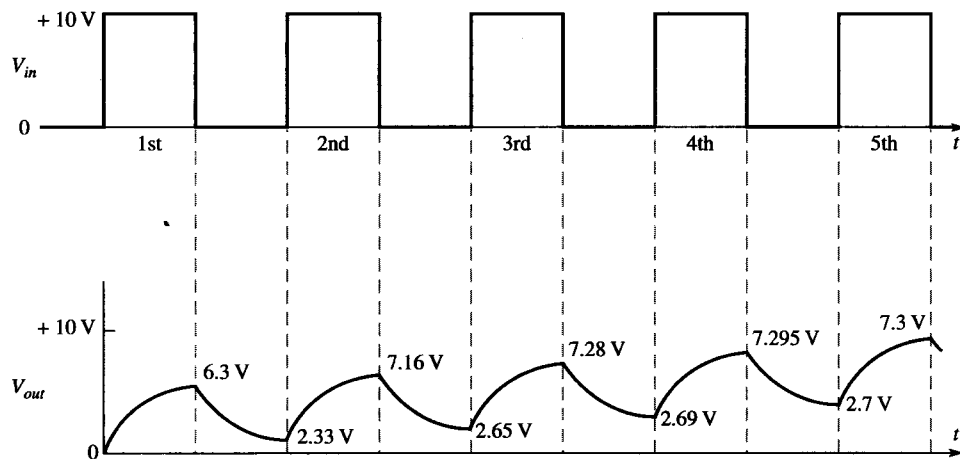 + 10 V
V_in
0
1st 2nd 3rd 4th 5th t
+ 10 V
6.3 V 7.16 V 7.28 V 7.295 V 7.3 V
V_out
2.33 V 2.65 V 2.69 V 2.7 V
0 t